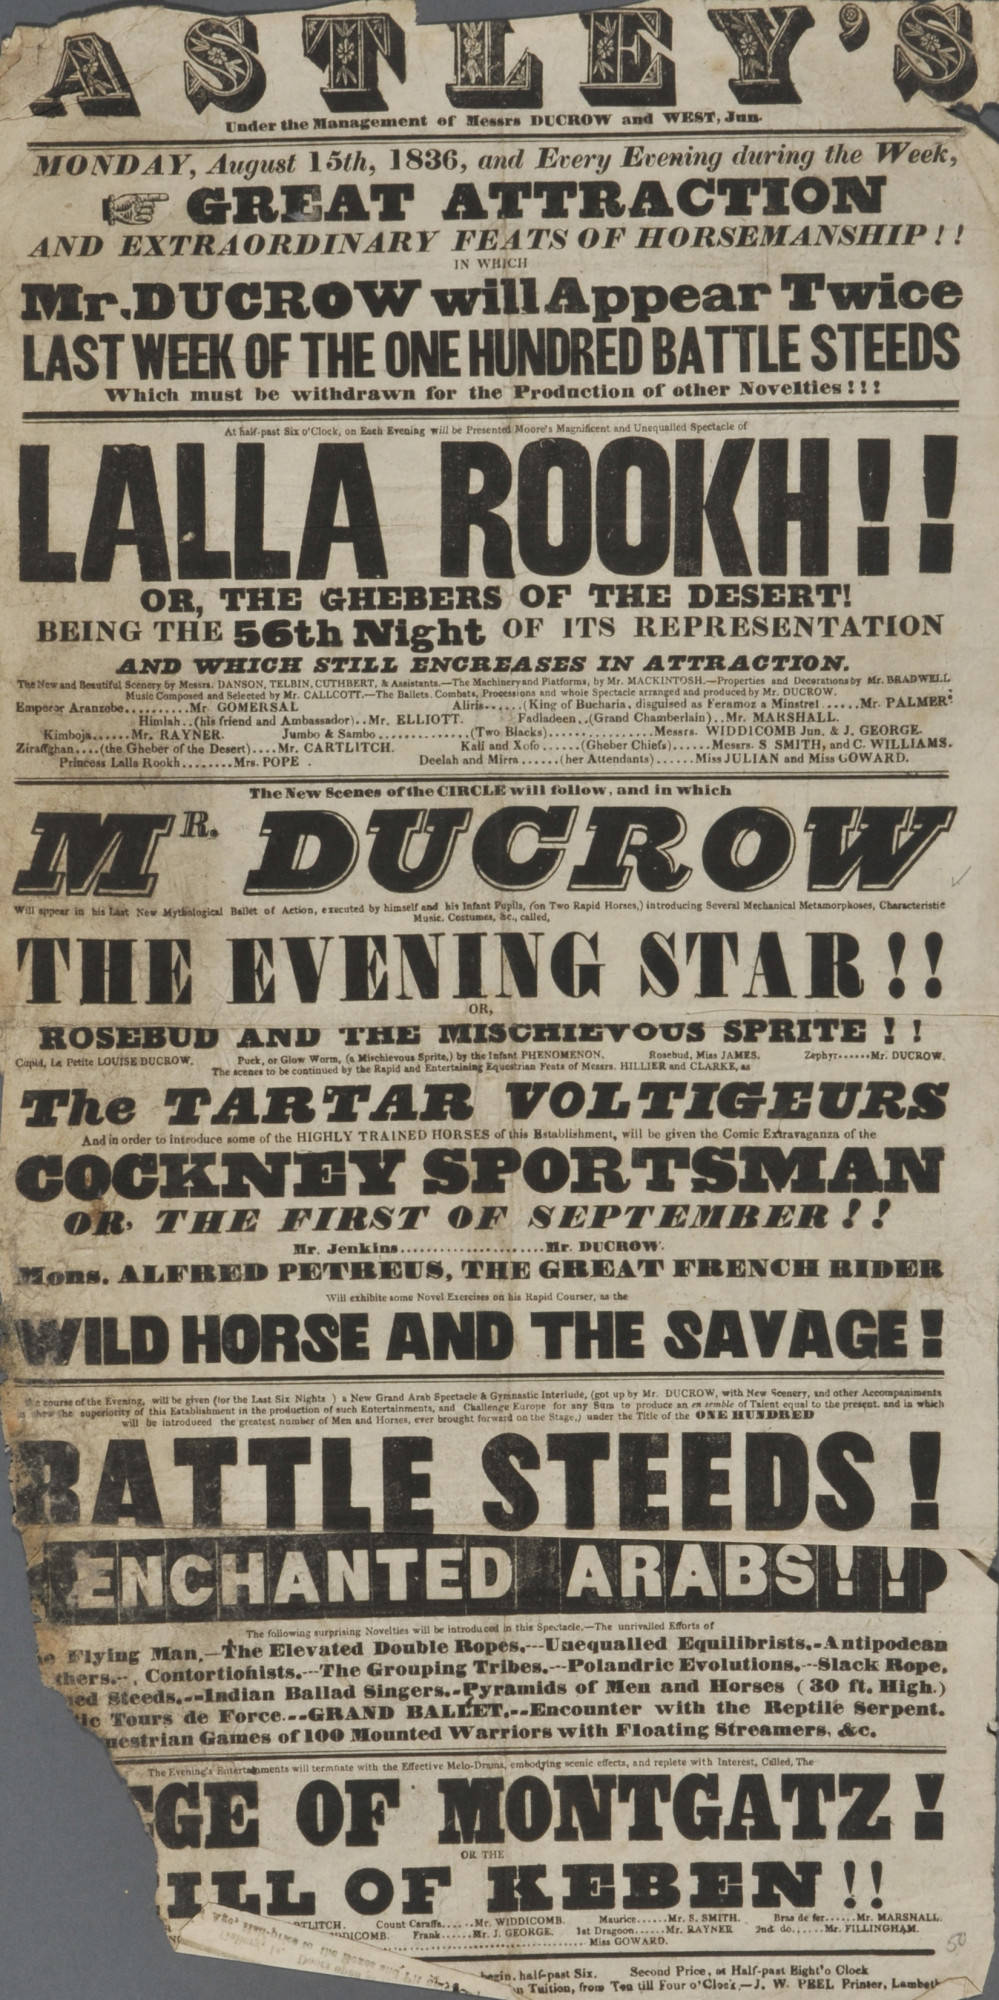 ASTLEY'S
Under the Management of Messrs DUCROW and WEST, Jun.
MONDAY, August 15th, 1836, and Every Evening during the Week,
GREAT ATTRACTION
AND EXTRAORDINARY FEATS OF HORSEMANSHIP!!
IN WHICH
Mr. DUCROW will Appear Twice
LAST WEEK OF THE ONE HUNDRED BATTLE STEEDS
Which must be withdrawn for the Production of other Novelties!!!
At half-past Six o'Clock, on Each Evening will be Presented Moore's Magnificent and Unequalled Spectacle of
LALLA ROOKH!!
OR, THE GHEBERS OF THE DESERT!
BEING THE 56th Night OF ITS REPRESENTATION
AND WHICH STILL ENCREASES IN ATTRACTION.
The New and Beautiful Scenery by Messrs. DANSON, TELBIN, CUTHBERT, & Assistants.—The Machinery and Platforms, by Mr. MACKINTOSH.—Properties and Decorations by Mr. BRADWELL
Music Composed and Selected by Mr. CALLCOTT.—The Ballets. Combats, Processions and whole Spectacle arranged and produced by Mr. DUCROW.
Emperor Aranzebe..........Mr GOMERSAL Aliris.....(King of Bucharia, disguised as Feramoz a Minstrel......Mr. PALMER
Himlah..(his friend and Ambassador)..Mr. ELLIOTT. Fadladeen..(Grand Chamberlain)..Mr. MARSHALL.
Kimboja......Mr. RAYNER. Jumbo & Sambo.............(Two Blacks)...................Messrs. WIDDICOMB Jun. & J. GEORGE.
Ziraffghan....(the Gheber of the Desert)....Mr. CARTLITCH. Kali and Xofo......(Gheber Chiefs)......Messrs. S SMITH, and C. WILLIAMS.
Princess Lalla Rookh........Mrs. POPE . Deelah and Mirra......(her Attendants)......Miss JULIAN and Miss GOWARD.
The New Scenes of the CIRCLE will follow, and in which
MR. DUCROW
Will appear in his Last New Mythological Ballet of Action, executed by himself and his Infant Pupils, (on Two Rapid Horses,) introducing Several Mechanical Metamorphoses, Characteristic
Music, Costumes, &c., called,
THE EVENING STAR!!
OR,
ROSEBUD AND THE MISCHIEVOUS SPRITE!!
Cupid, La Petite LOUISE DUCROW. Puck, or Glow Worm, (a Mischievous Sprite,) by the Infant PHENOMENON. Rosebud, Miss JAMES. Zephyr......Mr. DUCROW.
The scenes to be continued by the Rapid and Entertaining Equestrian Feats of Messrs. HILLIER and CLARKE, as
The TARTAR VOLTIGEURS
And in order to introduce some of the HIGHLY TRAINED HORSES of this Establishment, will be given the Comic Extravaganza of the
COCKNEY SPORTSMAN
OR, THE FIRST OF SEPTEMBER!!
Mr. Jenkins......................Mr. DUCROW.
Mons. ALFRED PETREUS, THE GREAT FRENCH RIDER
Will exhibite some Novel Exercises on his Rapid Courser, as the
WILD HORSE AND THE SAVAGE!
course of the Evening, will be given (for the Last Six Nights ) a New Grand Arab Spectacle & Gymnastic Interlude, (got up by Mr. DUCROW, with New Scenery, and other Accompaniments
shew the superiority of this Establishment in the production of such Entertainments, and Challenge Europe for any Sum to produce an en semble of Talent equal to the present. and in which
will be introduced the greatest number of Men and Horses, ever brought forward on the Stage,) under the Title of the ONE HUNDRED
BATTLE STEEDS!
ENCHANTED ARABS!!
The following surprising Novelties will be introduced in this Spectacle.—The unrivalled Efforts of
Flying Man,—The Elevated Double Ropes,---Unequalled Equilibrists.-Antipodean
thers.--, Contortionists.---The Grouping Tribes.--Polandric Evolutions.--Slack Rope,
ed Steeds.--Indian Ballad Singers.-Pyramids of Men and Horses (30 ft. High.)
ic Tours de Force.--GRAND BALLET.--Encounter with the Reptile Serpent.
uestrian Games of 100 Mounted Warriors with Floating Streamers, &c.
The Evening's Entertainments will termnate with the Effective Melo-Drama, embodying scenic effects, and replete with Interest, Called, The
EGE OF MONTGATZ!
OR THE
ILL OF KEBEN!!
RTLITCH. Count Caraffa......Mr. WIDDICOMB. Maurice......Mr. S. SMITH. Bras de fer......Mr. MARSHALL.
DDICOMB. Frank......Mr. J. GEORGE. 1st Dragoon......Mr. RAYNER 2nd do.......Mr. FILLINGHAM.
Miss GOWARD.
begin, half-past Six. Second Price, at Half-past Eight'o Clock
n Tuition, from Ten till Four o'Clock,—J. W. PEEL Printer, Lambeth
50